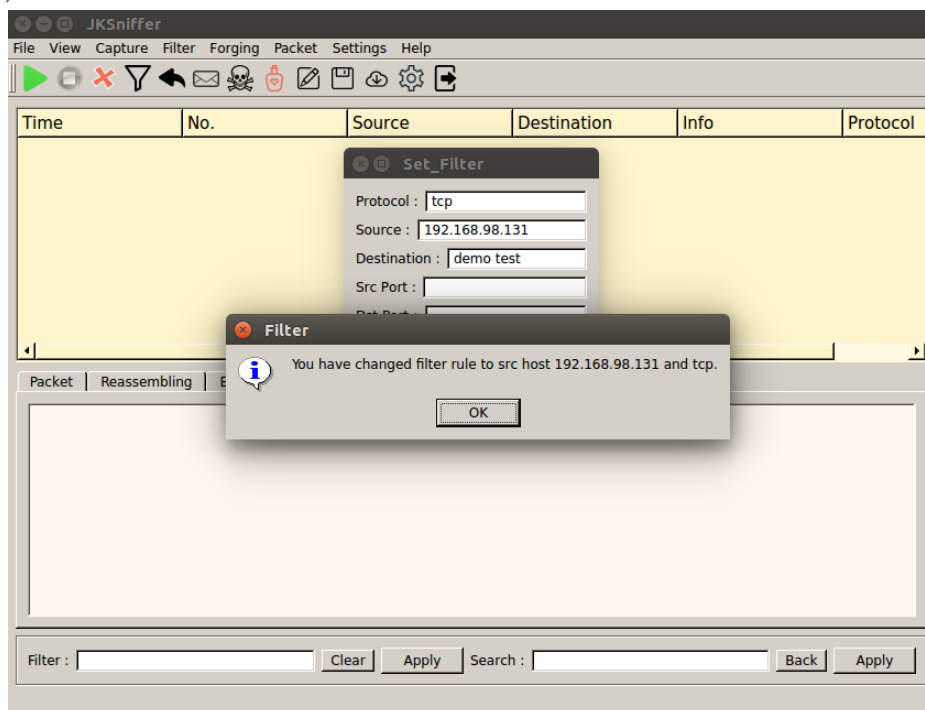 JKSniffer
File View Capture Filter Forging Packet Settings Help
Time No. Source Destination Info Protocol
Set_Filter
Protocol : tcp
Source : 192.168.98.131
Destination : demo test
Src Port :
Filter
You have changed filter rule to src host 192.168.98.131 and tcp.
OK
Packet Reassembling
Filter : Clear Apply Search : Back Apply